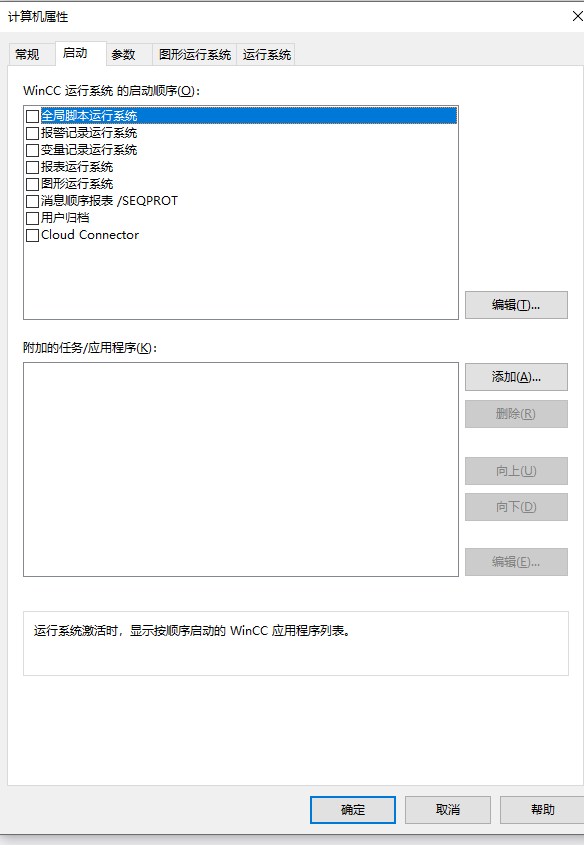 计算机属性
常规 启动 参数 图形运行系统 运行系统
WinCC 运行系统 的启动顺序(O):
全局脚本运行系统
报警记录运行系统
变量记录运行系统
报表运行系统
图形运行系统
消息顺序报表 /SEQPROT
用户归档
Cloud Connector
编辑(T)...
附加的任务/应用程序(K):
添加(A)...
删除(R)
向上(U)
向下(D)
编辑(E)...
运行系统激活时，显示按顺序启动的 WinCC 应用程序列表。
确定 取消 帮助